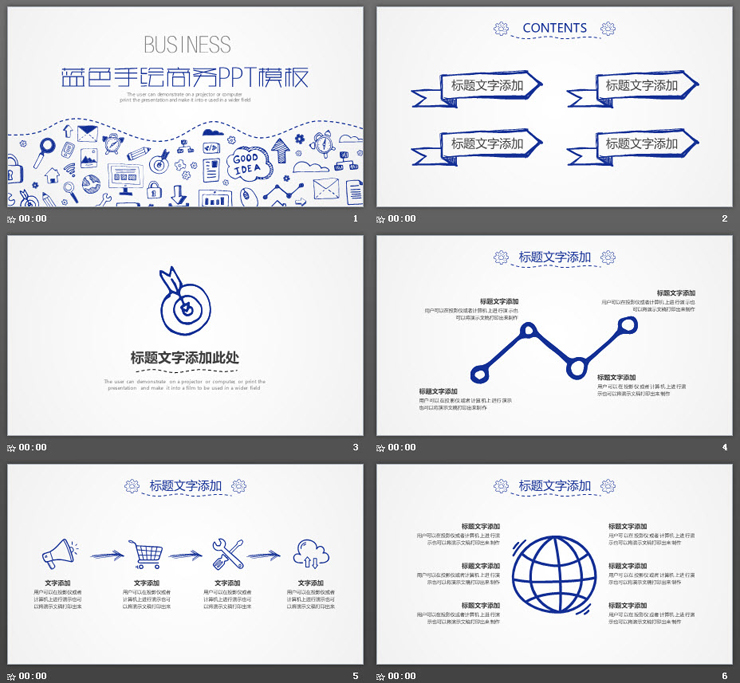 BUSINESS
蓝色手绘商务PPT模板
The user can demonstrate on a projector or computer
print the presentation and make it into it used in a wider field
GOOD
IDEA
00:00
1
CONTENTS
标题文字添加
标题文字添加
标题文字添加
标题文字添加
00:00
2
标题文字添加此处
The user can demonstrate on a projector or computer, or print the
presentation and make it into a film to be used in a wider field
00:00
3
标题文字添加
标题文字添加
用户可以在投影仪或者计算机上进行演示也
可以将演示文稿打印出来制作
标题文字添加
用户可以在投影仪或者计算机上进行演示也可
以将演示文稿打印出来制作
标题文字添加
用户可以在投影仪或者计算机上进行演示
也可以将演示文稿打印出来制作
标题文字添加
用户可以在投影仪或者计算机上进行演
示也可以将演示文稿打印出来制作
00:00
4
标题文字添加
文字添加
用户可以在投影仪或者
计算机上进行演示也可
以将演示文稿打印出来
文字添加
用户可以在投影仪或者
计算机上进行演示也可
以将演示文稿打印出来
文字添加
用户可以在投影仪或者
计算机上进行演示也可
以将演示文稿打印出来
文字添加
用户可以在投影仪或者
计算机上进行演示也可
以将演示文稿打印出来
00:00
5
标题文字添加
标题文字添加
用户可以在投影仪或者计算机上进行演
示也可以将演示文稿打印出来制作
标题文字添加
用户可以在投影仪或者计算机上进行演
示也可以将演示文稿打印出来制作
标题文字添加
用户可以在投影仪或者计算机上进行演
示也可以将演示文稿打印出来制作
标题文字添加
用户可以在投影仪或者计算机上进行演
示也可以将演示文稿打印出来制作
标题文字添加
用户可以在投影仪或者计算机上进行演
示也可以将演示文稿打印出来制作
标题文字添加
用户可以在投影仪或者计算机上进行演
示也可以将演示文稿打印出来制作
00:00
6